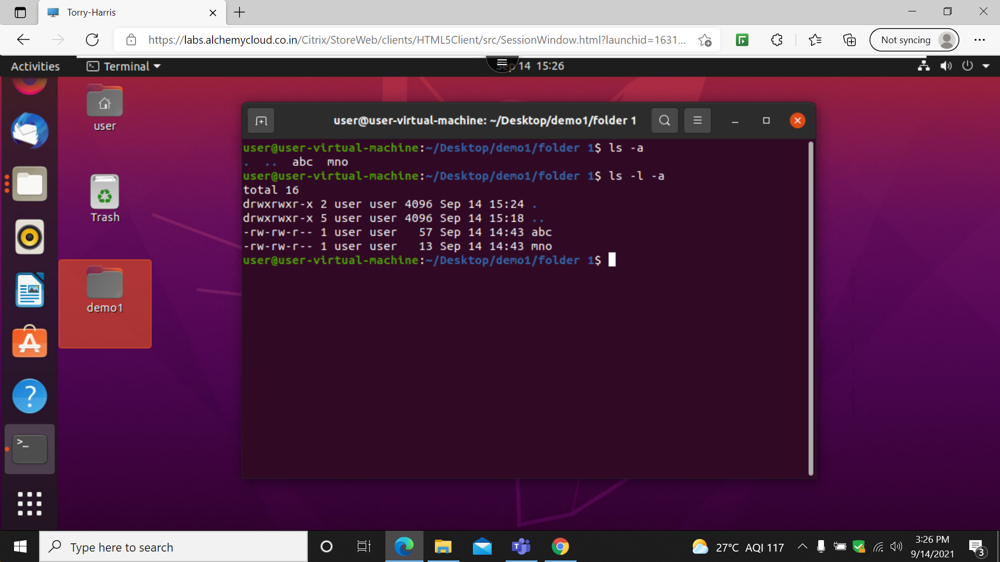 Torry-Harris
https://labs.alchemycloud.co.in/Citrix/StoreWeb/clients/HTML5Client/src/SessionWindow.html?launchid=1631...
Not syncing
Activities
Terminal
Sep 14 15:26
user
Trash
demo1
user@user-virtual-machine: ~/Desktop/demo1/folder 1
user@user-virtual-machine:~/Desktop/demo1/folder 1$ ls -a
. .. abc mno
user@user-virtual-machine:~/Desktop/demo1/folder 1$ ls -l -a
total 16
drwxrwxr-x 2 user user 4096 Sep 14 15:24 .
drwxrwxr-x 5 user user 4096 Sep 14 15:18 ..
-rw-rw-r-- 1 user user   57 Sep 14 14:43 abc
-rw-rw-r-- 1 user user   13 Sep 14 14:43 mno
user@user-virtual-machine:~/Desktop/demo1/folder 1$
Type here to search
27°C AQI 117
3:26 PM
9/14/2021
3